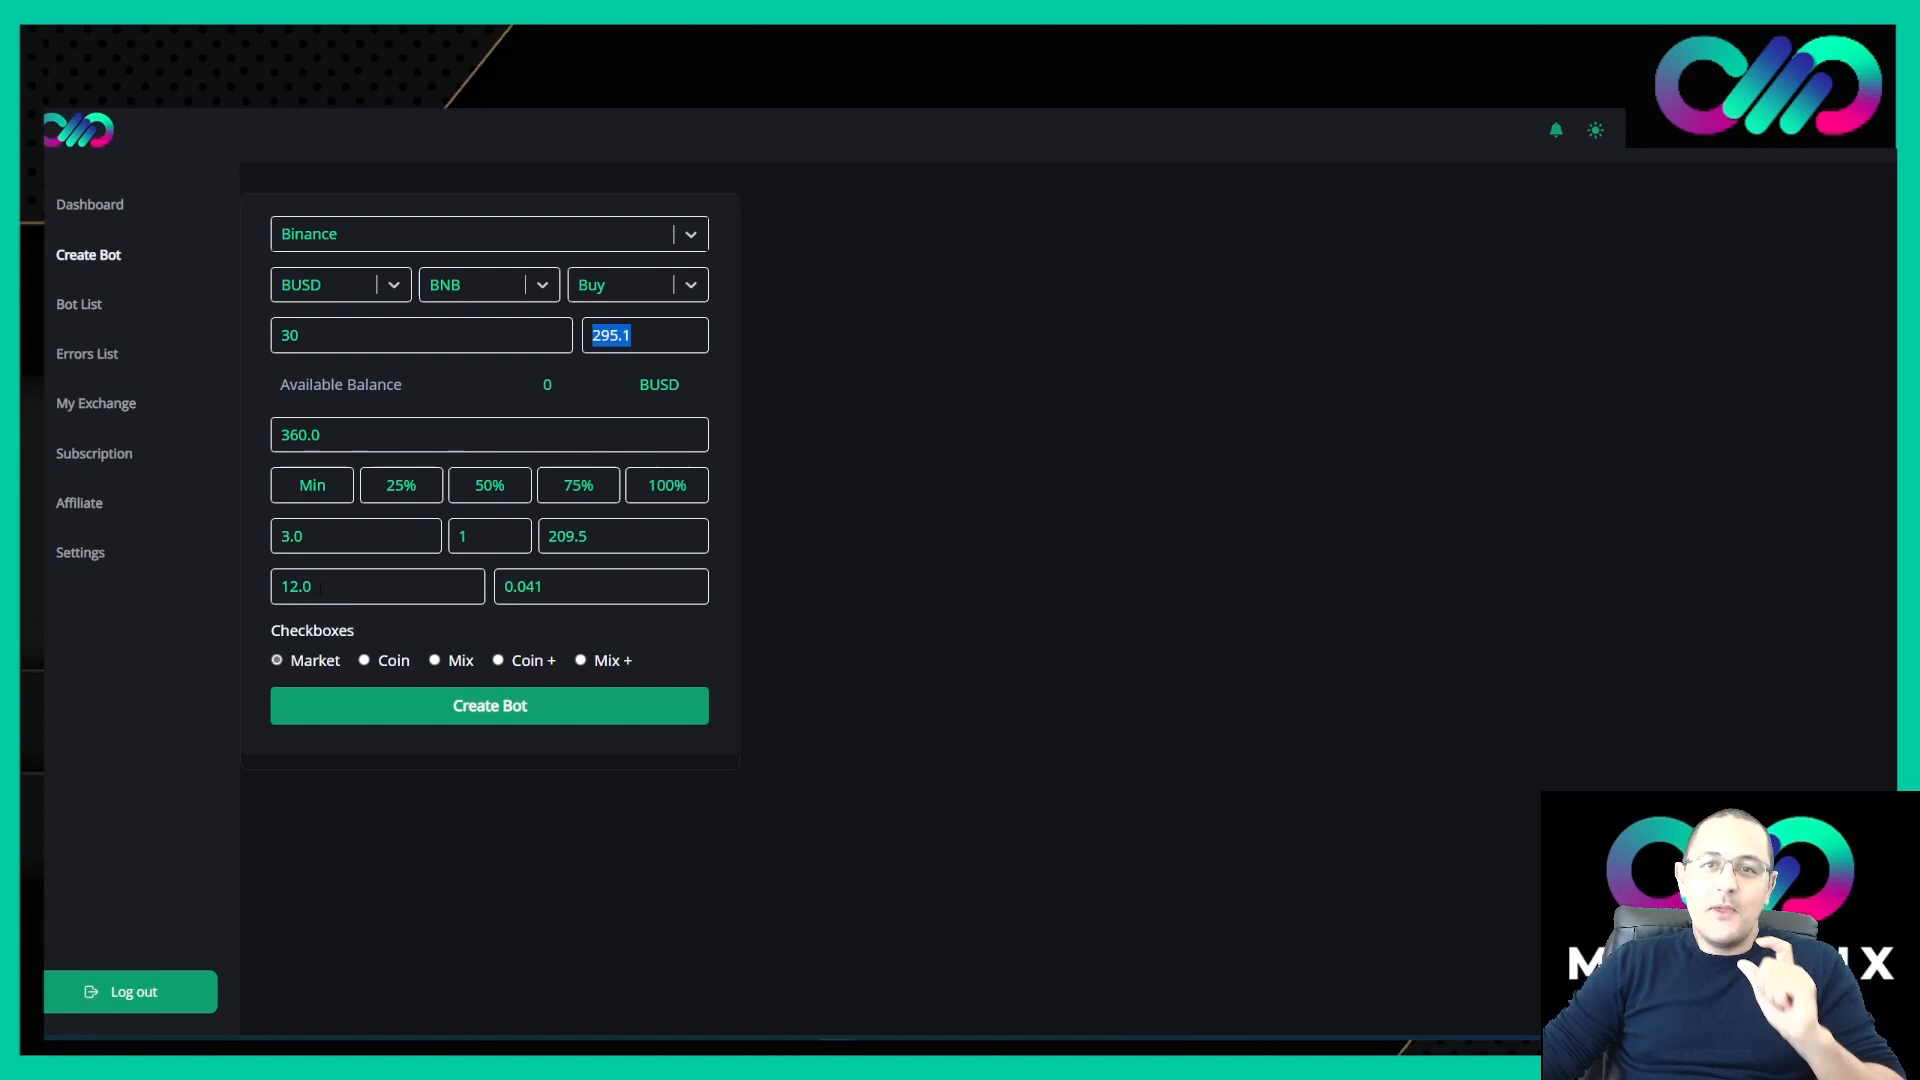 Dashboard
Create Bot
Bot List
Errors List
My Exchange
Subscription
Affiliate
Settings
Log out
Binance
BUSD BNB Buy
30 295.1
Available Balance 0 BUSD
360.0
Min 25% 50% 75% 100%
3.0 1 209.5
12.0 0.041
Checkboxes
Market Coin Mix Coin + Mix +
Create Bot
M X